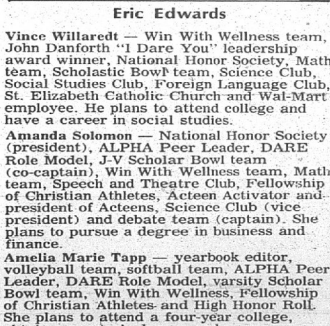 Eric Edwards
Vince Willaredt — Win With Wellness team,
John Danforth "I Dare You" leadership
award winner, National Honor Society, Math
team, Scholastic Bowl team, Science Club,
Social Studies Club, Foreign Language Club,
St. Elizabeth Catholic Church and Wal-Mart
employee. He plans to attend college and
have a career in social studies.
Amanda Solomon — National Honor Society
(president), ALPHA Peer Leader, DARE
Role Model, J-V Scholar Bowl team
(co-captain), Win With Wellness team, Math
team, Speech and Theatre Club, Fellowship
of Christian Athletes, Acteen Activator and
president of Acteens, Science Club (vice
president) and debate team (captain). She
plans to pursue a degree in business and
finance.
Amelia Marie Tapp — yearbook editor,
volleyball team, softball team, ALPHA Peer
Leader, DARE Role Model, varsity Scholar
Bowl team, Win With Wellness, Fellowship
of Christian Athletes and High Honor Roll.
She plans to attend a four-year college,